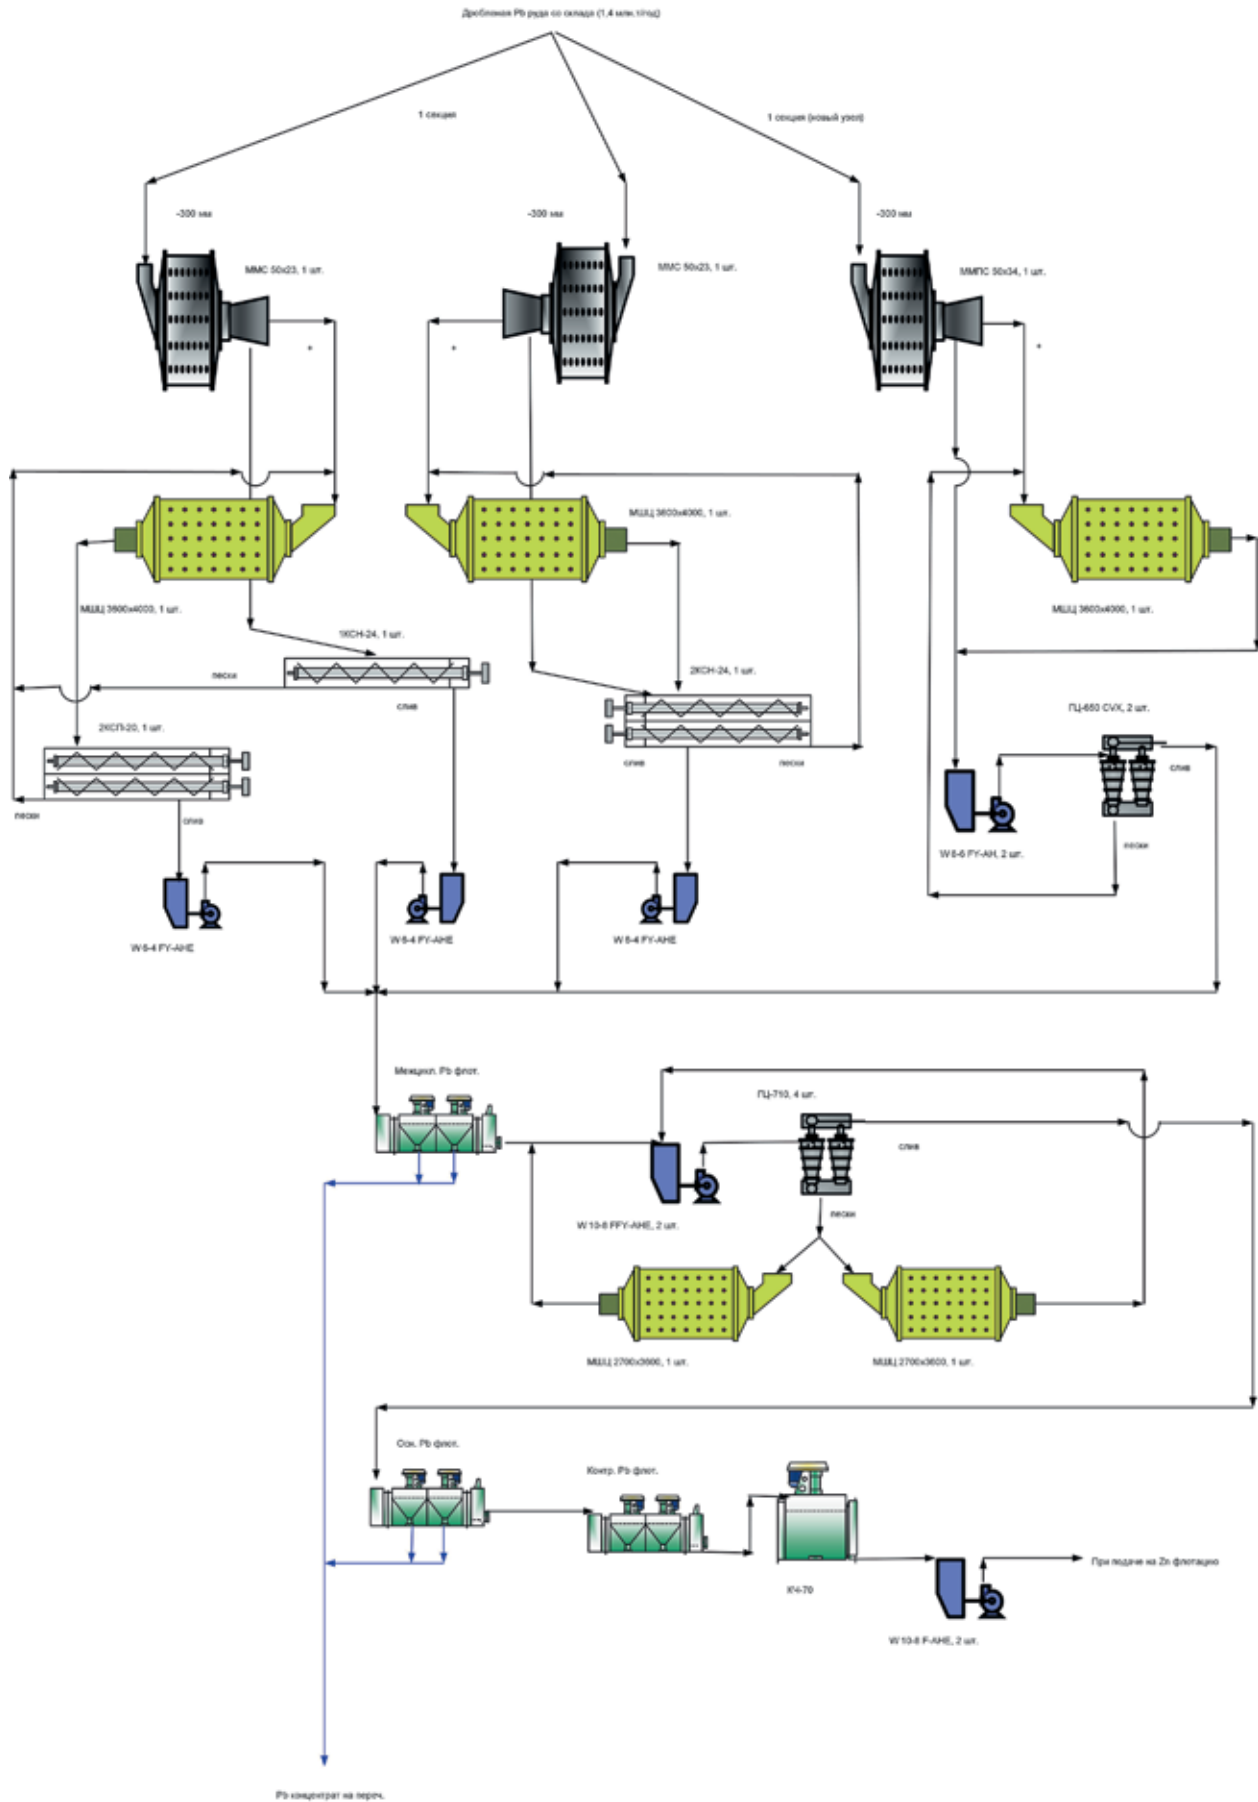 Дробленая Pb руда со склада (1,4 млн.т/год)
1 секция
1 секция (новый узел)
-300 мм
-300 мм
-300 мм
ММС 50х23, 1 шт.
ММС 50х23, 1 шт.
ММПС 50х34, 1 шт.
+
+
+
МШЦ 3600х4000, 1 шт.
МШЦ 3600х4000, 1 шт.
МШЦ 3600х4000, 1 шт.
1КСН-24, 1 шт.
пески
слив
2КСН-24, 1 шт.
2КСП-20, 1 шт.
ГЦ-650 CVX, 2 шт.
слив
слив
пески
пески
слив
пески
W 8-6 FY-AH, 2 шт.
W 6-4 FY-AHE
W 6-4 FY-AHE
W 6-4 FY-AHE
Межцикл. Pb флот.
ГЦ-710, 4 шт.
слив
пески
W 10-8 FFY-AHE, 2 шт.
МШЦ 2700х3600, 1 шт.
МШЦ 2700х3600, 1 шт.
Осн. Pb флот.
Контр. Pb флот.
КЧ-70
При подаче на Zn флотацию
W 10-8 F-AHE, 2 шт.
Pb концентрат на переч.